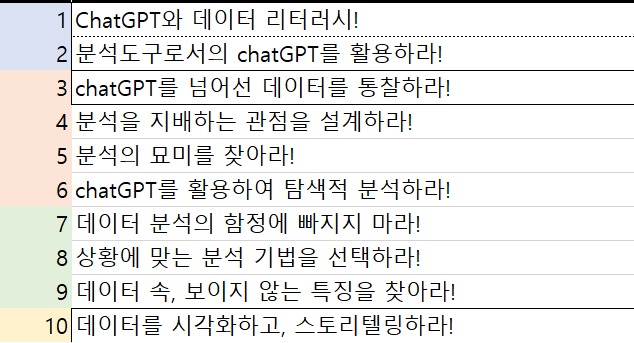 1 ChatGPT와 데이터 리터러시!
2 분석도구로서의 chatGPT를 활용하라!
3 chatGPT를 넘어선 데이터를 통찰하라!
4 분석을 지배하는 관점을 설계하라!
5 분석의 묘미를 찾아라!
6 chatGPT를 활용하여 탐색적 분석하라!
7 데이터 분석의 함정에 빠지지 마라!
8 상황에 맞는 분석 기법을 선택하라!
9 데이터 속, 보이지 않는 특징을 찾아라!
10 데이터를 시각화하고, 스토리텔링하라!